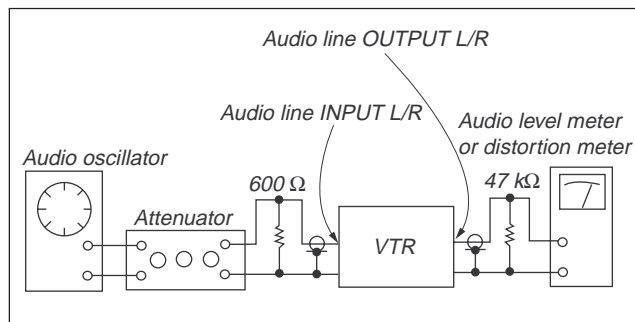 Audio line OUTPUT L/R
Audio line INPUT L/R
Audio level meter
or distortion meter
Audio oscillator
600 Ω
47 kΩ
Attenuator
VTR